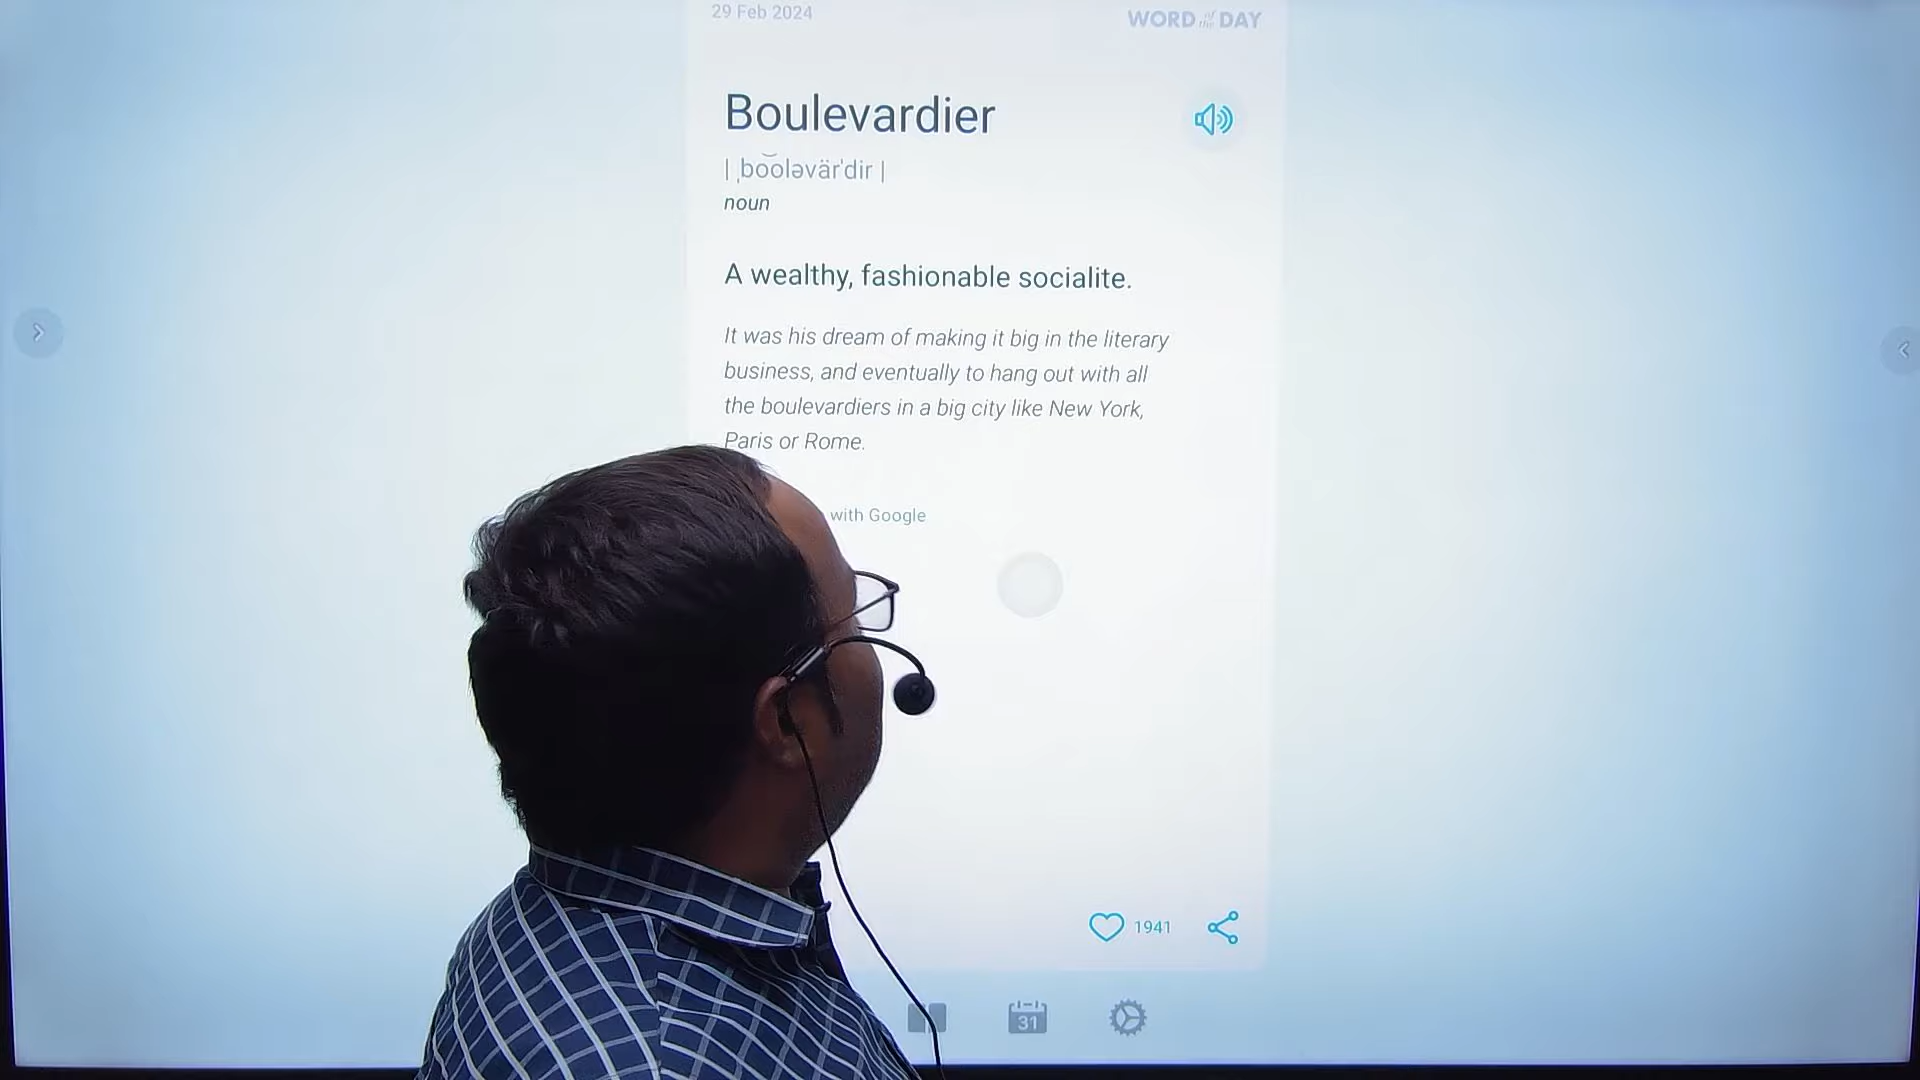 29 Feb 2024
WORD of the DAY
Boulevardier
| ˌbo͝oləvärˈdir |
noun
A wealthy, fashionable socialite.
It was his dream of making it big in the literary
business, and eventually to hang out with all
the boulevardiers in a big city like New York,
Paris or Rome.
with Google
1941
31